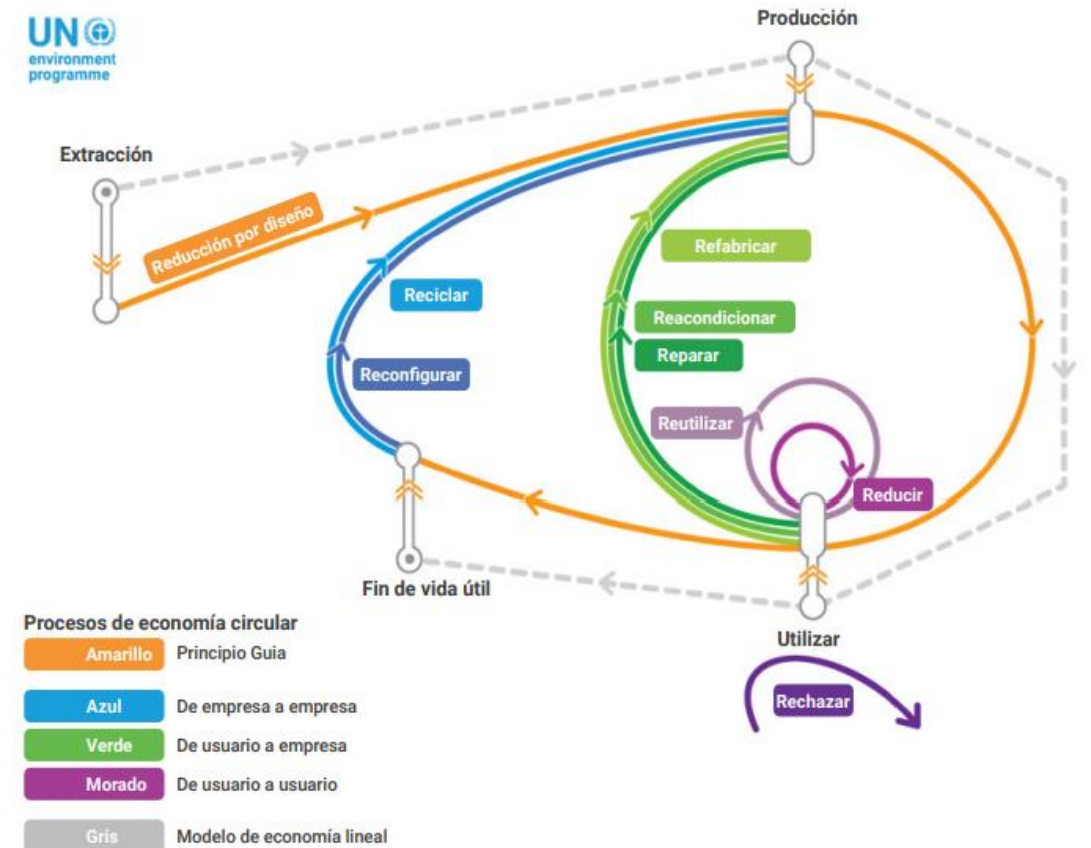 UN
environment
programme
Producción
Extracción
Reducción por diseño
Refabricar
Reciclar
Reacondicionar
Reparar
Reconfigurar
Reutilizar
Reducir
Fin de vida útil
Utilizar
Rechazar
Procesos de economía circular
Amarillo Principio Guia
Azul De empresa a empresa
Verde De usuario a empresa
Morado De usuario a usuario
Gris Modelo de economía lineal